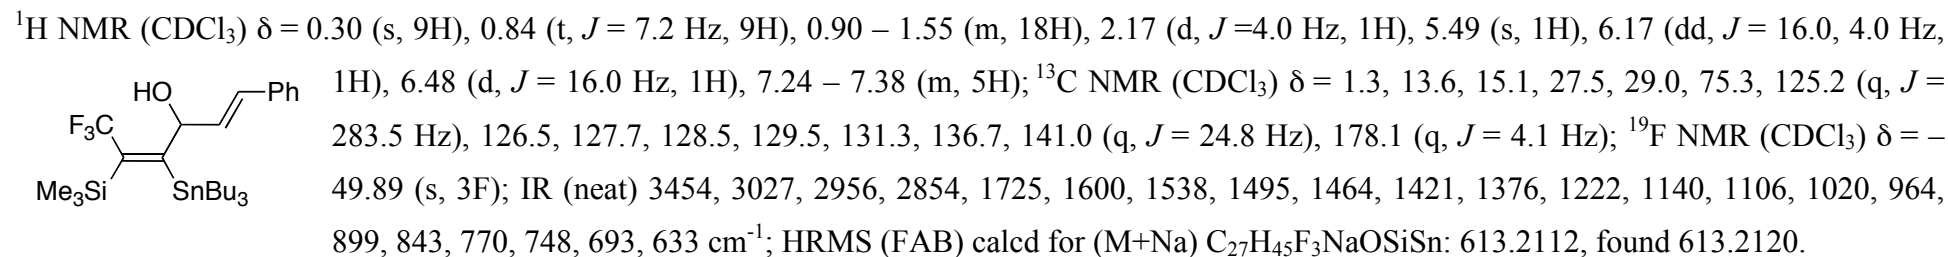 ¹H NMR (CDCl₃) δ = 0.30 (s, 9H), 0.84 (t, J = 7.2 Hz, 9H), 0.90 – 1.55 (m, 18H), 2.17 (d, J =4.0 Hz, 1H), 5.49 (s, 1H), 6.17 (dd, J = 16.0, 4.0 Hz,
1H), 6.48 (d, J = 16.0 Hz, 1H), 7.24 – 7.38 (m, 5H); ¹³C NMR (CDCl₃) δ = 1.3, 13.6, 15.1, 27.5, 29.0, 75.3, 125.2 (q, J =
283.5 Hz), 126.5, 127.7, 128.5, 129.5, 131.3, 136.7, 141.0 (q, J = 24.8 Hz), 178.1 (q, J = 4.1 Hz); ¹⁹F NMR (CDCl₃) δ = –
49.89 (s, 3F); IR (neat) 3454, 3027, 2956, 2854, 1725, 1600, 1538, 1495, 1464, 1421, 1376, 1222, 1140, 1106, 1020, 964,
899, 843, 770, 748, 693, 633 cm⁻¹; HRMS (FAB) calcd for (M+Na) C₂₇H₄₅F₃NaOSiSn: 613.2112, found 613.2120.
HO Ph
F₃C
Me₃Si SnBu₃